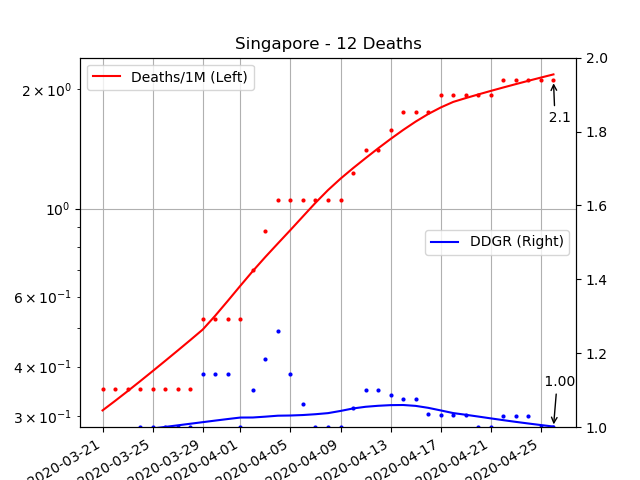 Singapore - 12 Deaths
Deaths/1M (Left)
DDGR (Right)
2 × 10⁰
10⁰
6 × 10⁻¹
4 × 10⁻¹
3 × 10⁻¹
2.0
1.8
1.6
1.4
1.2
1.0
2.1
1.00
2020-03-21
2020-03-25
2020-03-29
2020-04-01
2020-04-05
2020-04-09
2020-04-13
2020-04-17
2020-04-21
2020-04-25